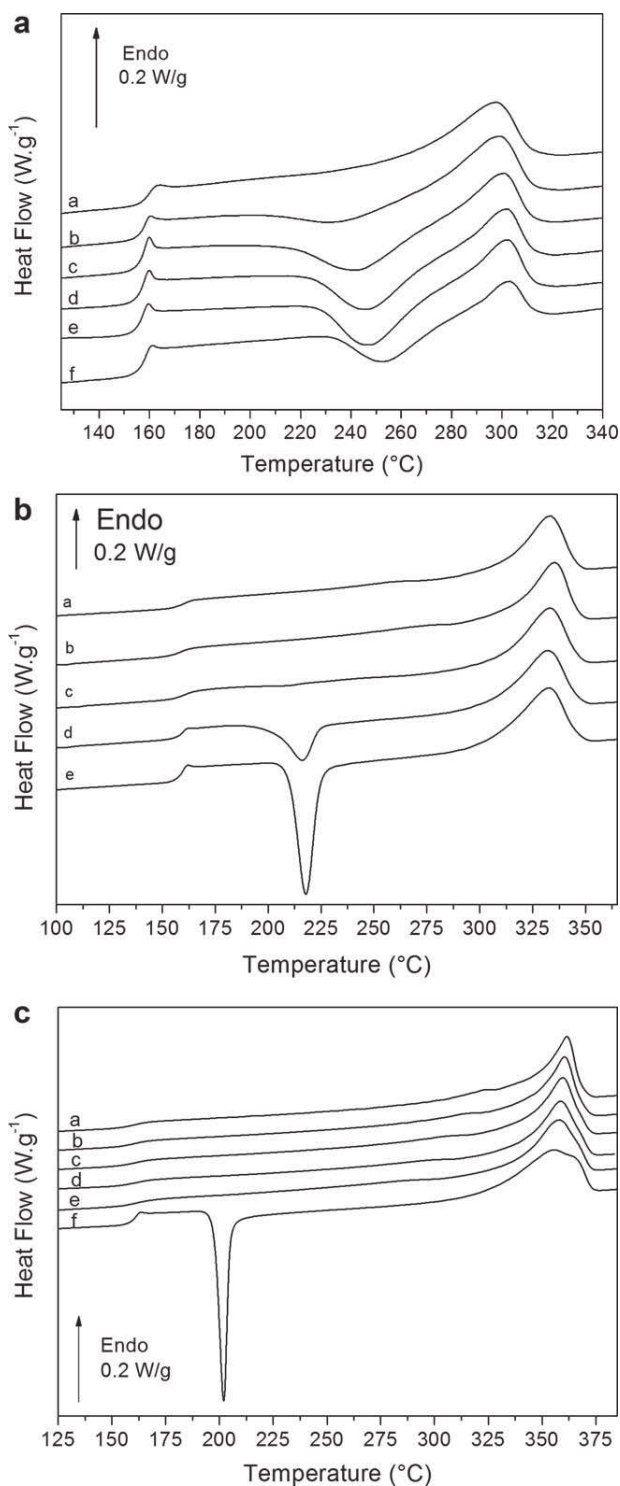 a
Endo
0.2 W/g
Heat Flow (W.g-1)
a
b
c
d
e
f
140 160 180 200 220 240 260 280 300 320 340
Temperature (°C)
b
Endo
0.2 W/g
Heat Flow (W.g-1)
a
b
c
d
e
100 125 150 175 200 225 250 275 300 325 350
Temperature (°C)
c
Heat Flow (W.g-1)
a
b
c
d
e
f
Endo
0.2 W/g
125 150 175 200 225 250 275 300 325 350 375
Temperature (°C)